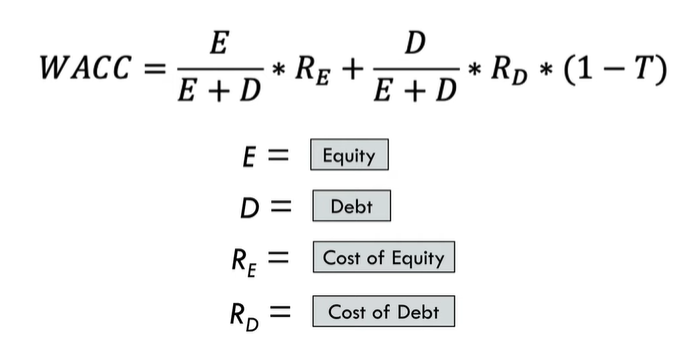 WACC = E / (E + D) * R_E + D / (E + D) * R_D * (1 − T)
E = Equity
D = Debt
R_E = Cost of Equity
R_D = Cost of Debt